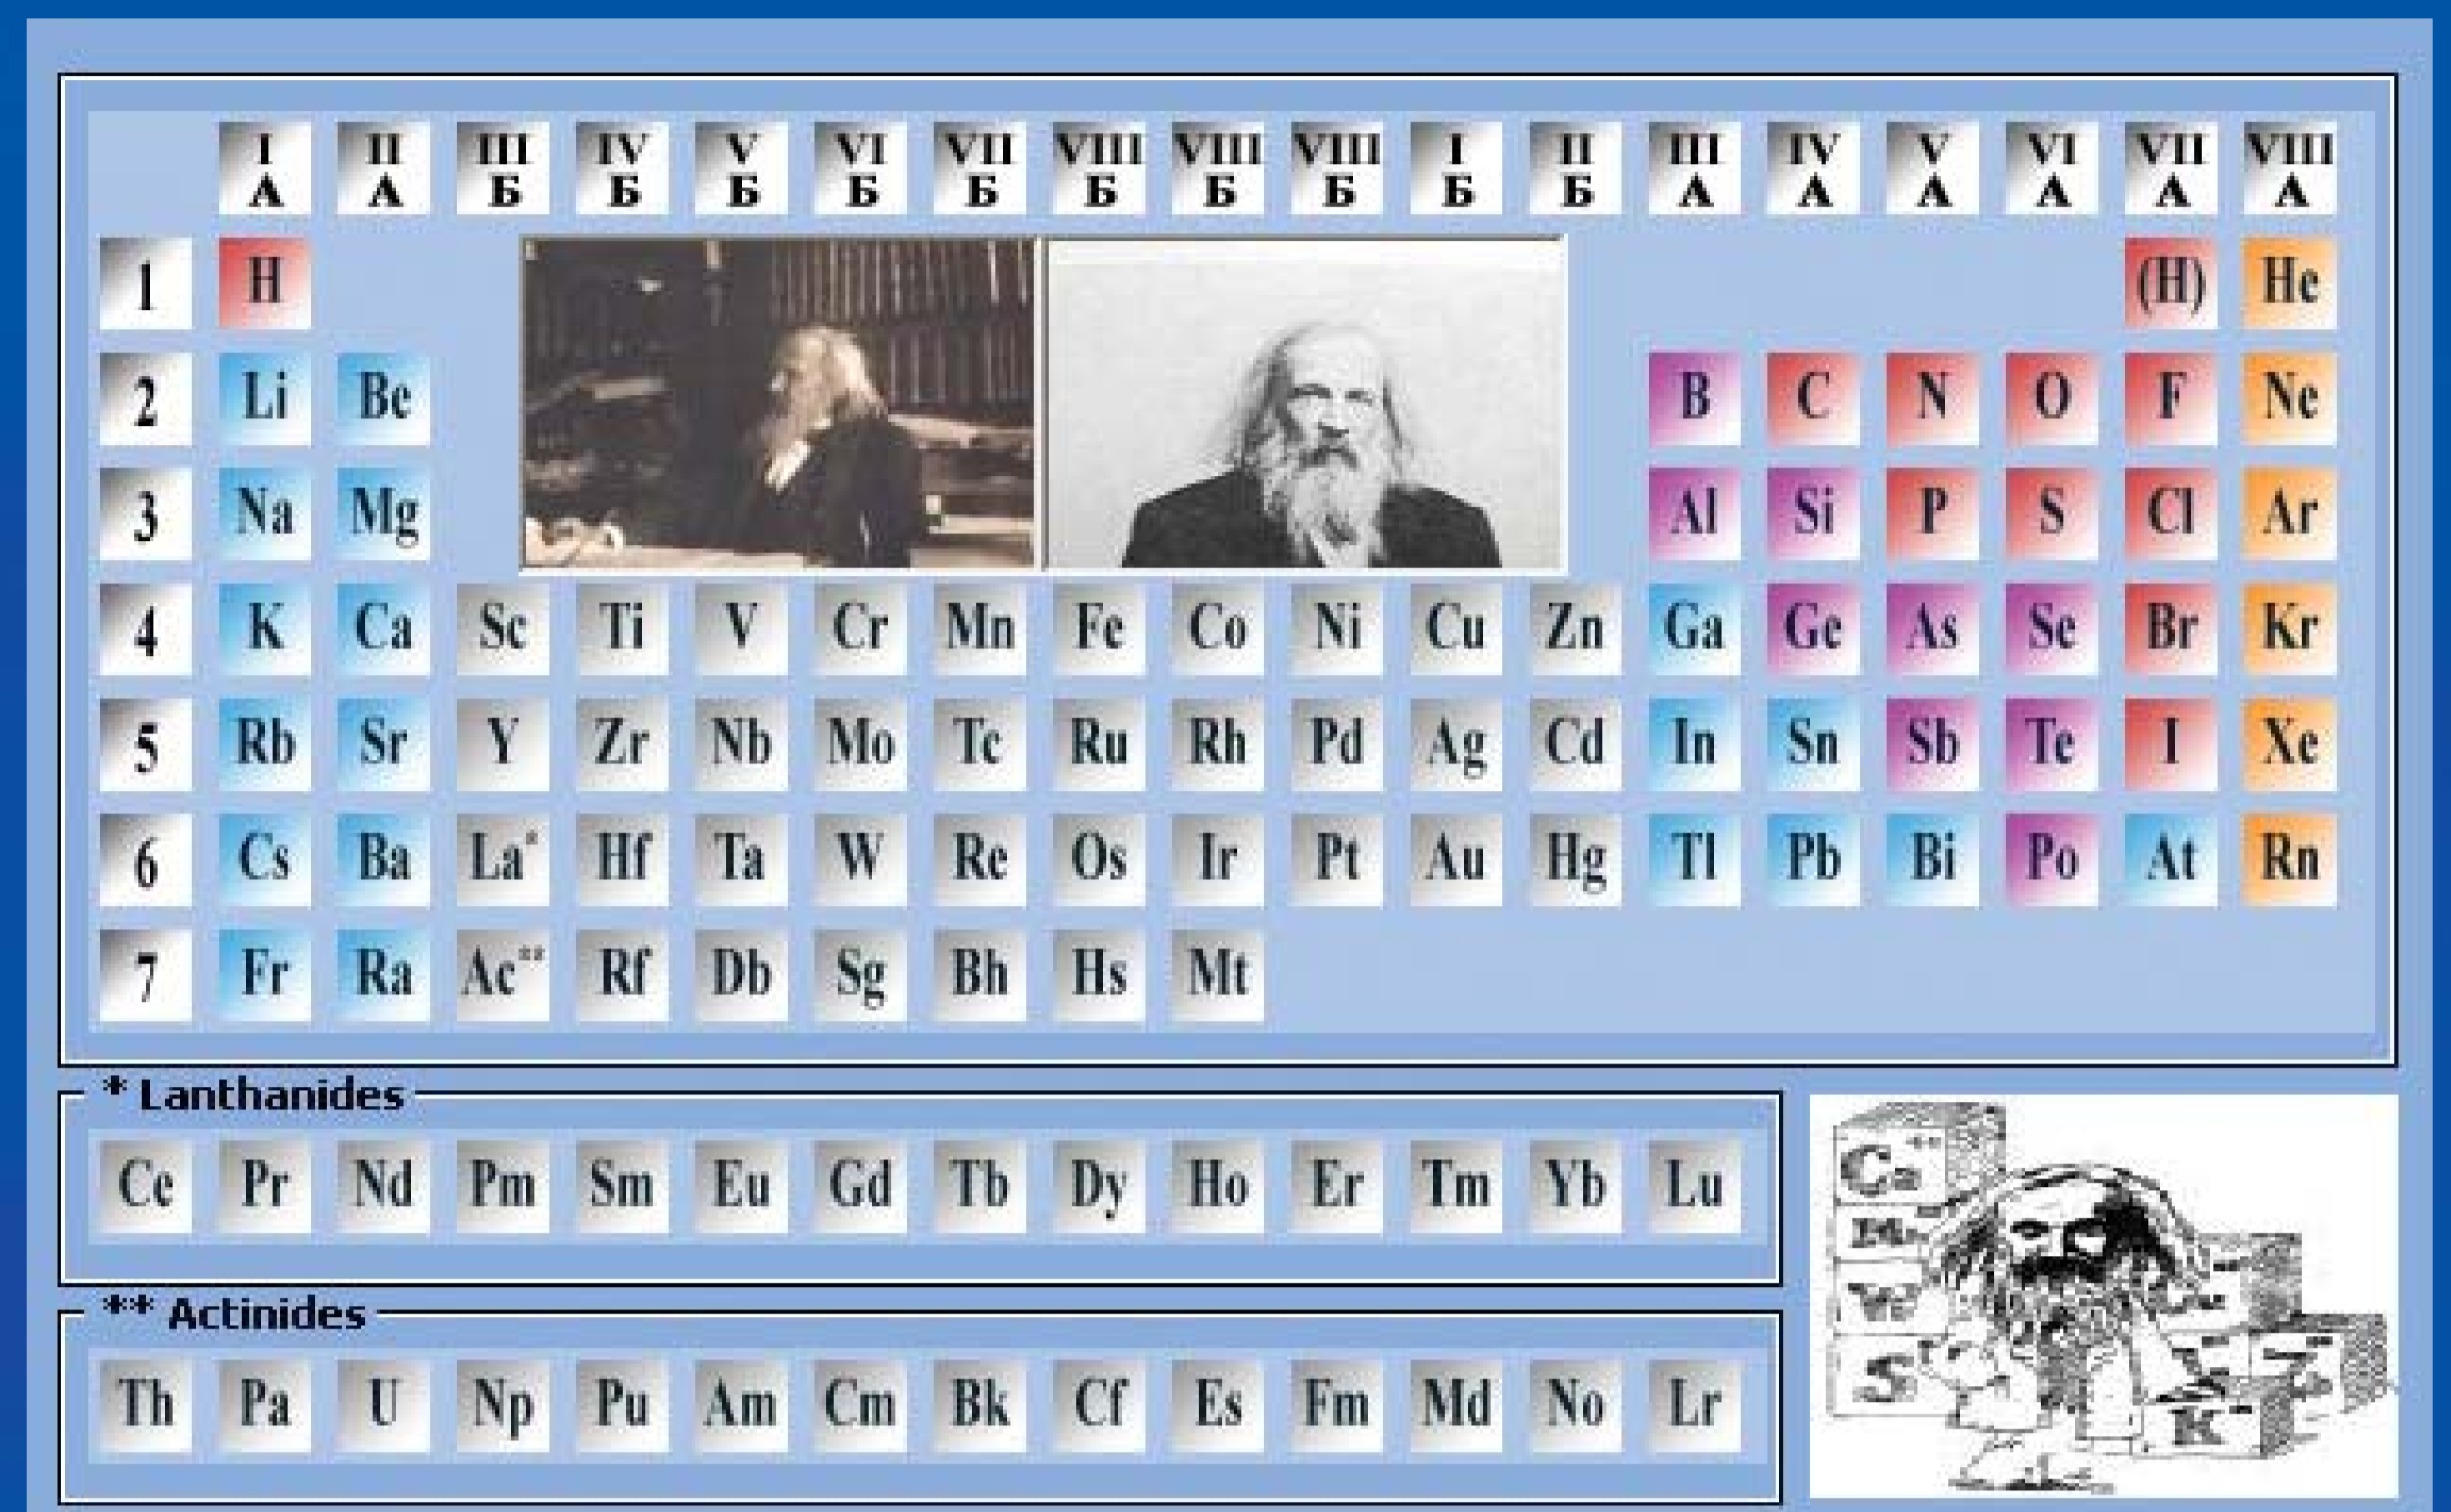 I II III IV V VI VII VIII VIII VIII I II III IV V VI VII VIII
А А Б Б Б Б Б Б Б Б Б Б А А А А А А
1 H (H) He
2 Li Be B C N O F Ne
3 Na Mg Al Si P S Cl Ar
4 K Ca Sc Ti V Cr Mn Fe Co Ni Cu Zn Ga Ge As Se Br Kr
5 Rb Sr Y Zr Nb Mo Tc Ru Rh Pd Ag Cd In Sn Sb Te I Xe
6 Cs Ba La* Hf Ta W Re Os Ir Pt Au Hg Tl Pb Bi Po At Rn
7 Fr Ra Ac** Rf Db Sg Bh Hs Mt
* Lanthanides
Ce Pr Nd Pm Sm Eu Gd Tb Dy Ho Er Tm Yb Lu
** Actinides
Th Pa U Np Pu Am Cm Bk Cf Es Fm Md No Lr
S
K